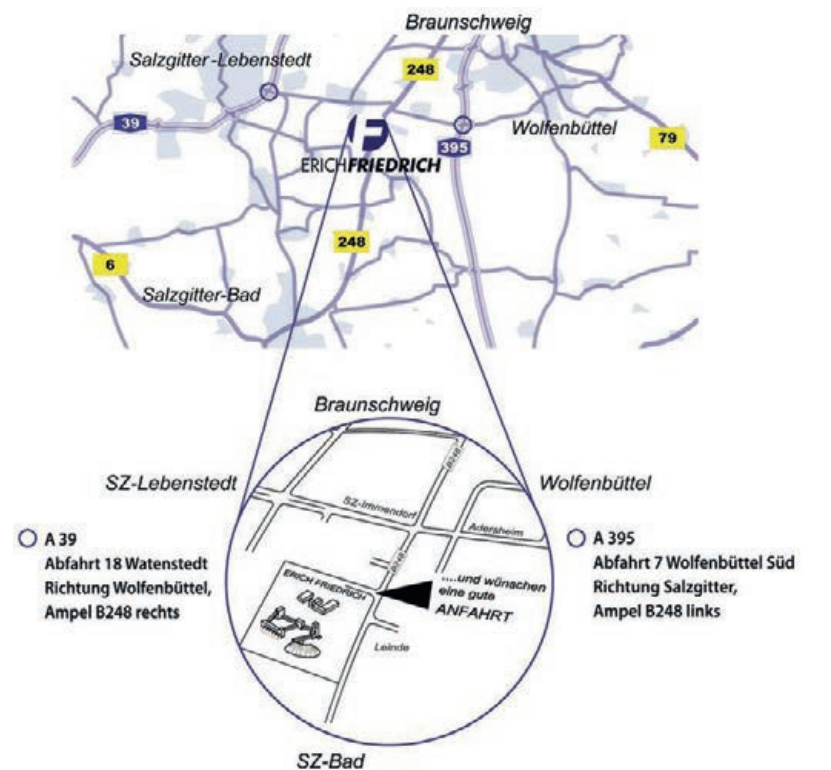 Braunschweig
Salzgitter-Lebenstedt
248
39
Wolfenbüttel
79
395
ERICHFRIEDRICH
248
6
Salzgitter-Bad
Braunschweig
SZ-Lebenstedt
Wolfenbüttel
B248
SZ-Immendorf
Adersheim
A 39
Abfahrt 18 Watenstedt
Richtung Wolfenbüttel,
Ampel B248 rechts
A 395
Abfahrt 7 Wolfenbüttel Süd
Richtung Salzgitter,
Ampel B248 links
B248
ERICH FRIEDRICH
....und wünschen
eine gute
ANFAHRT
Leinde
SZ-Bad